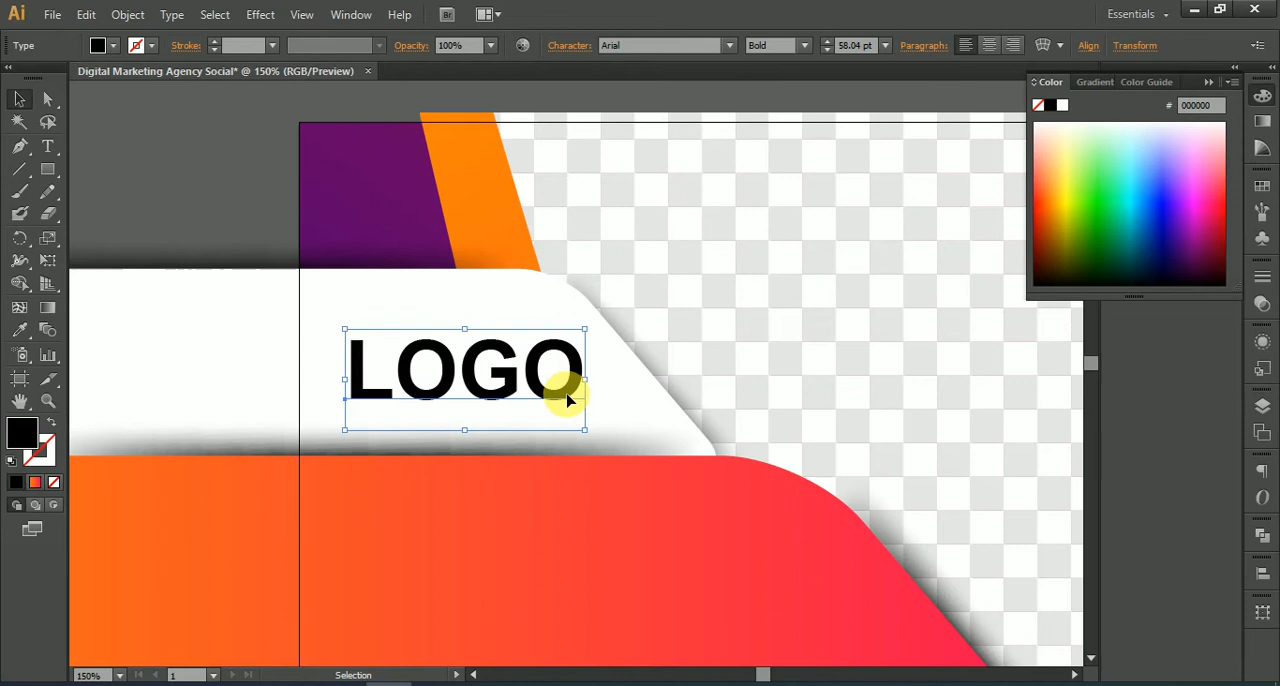 Ai File Edit Object Type Select Effect View Window Help Br Essentials
Type Stroke: Opacity: 100% Character: Arial Bold 58.04 pt Paragraph: Align Transform
Digital Marketing Agency Social* @ 150% (RGB/Preview)
Color Gradient Color Guide
# 000000
LOGO
150% 1 Selection